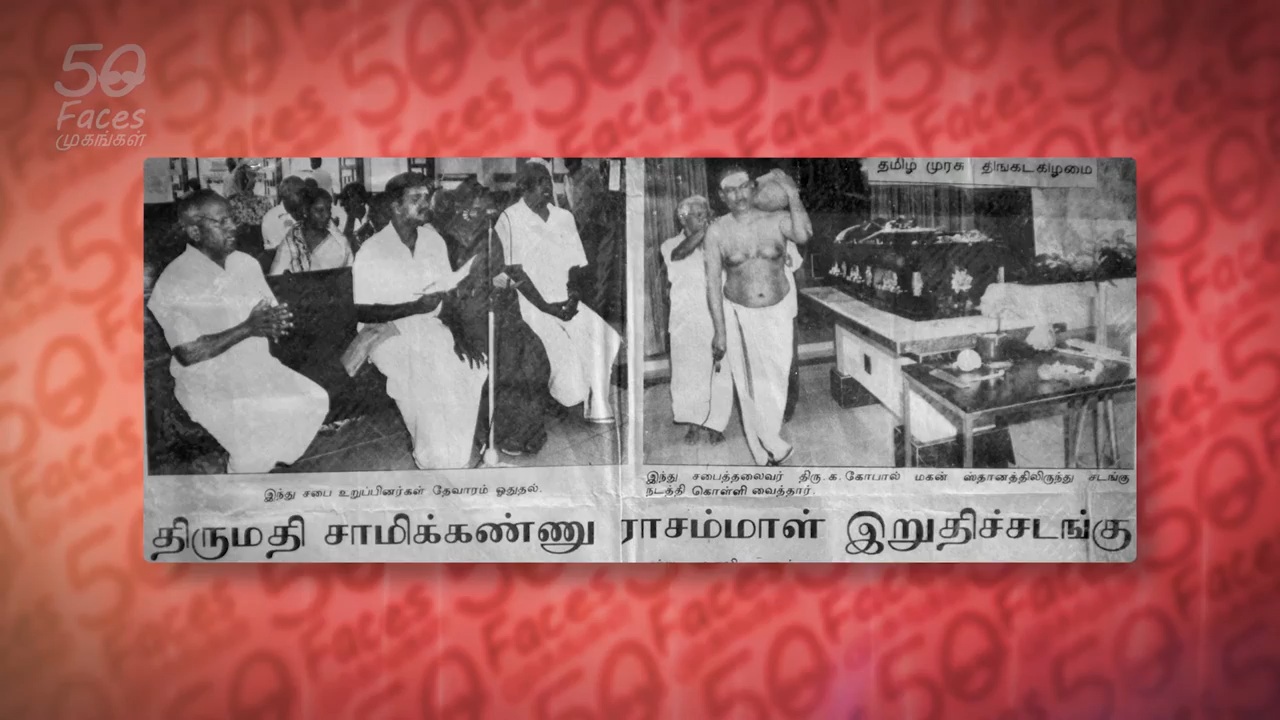 50
Faces
முகங்கள்
தமிழ் முரசு திங்கட்கிழமை
இந்து சபை உறுப்பினர்கள் தேவாரம் ஓதுதல்.
இந்து சபைத்தலைவர் திரு.க.கோபால் மகன் ஸ்தானத்திலிருந்து சடங்கு
நடத்தி கொள்ளி வைத்தார்.
திருமதி சாமிக்கண்ணு ராசம்மாள் இறுதிச்சடங்கு